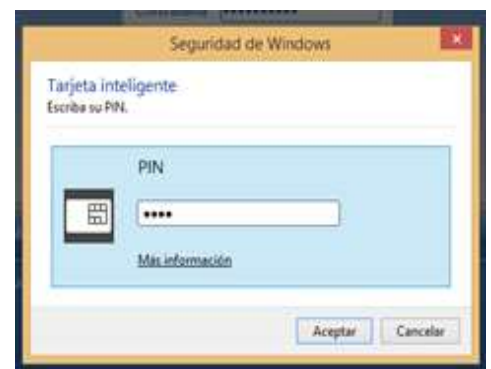 Seguridad de Windows
Tarjeta inteligente
Escriba su PIN.
PIN
••••
Más información
Aceptar
Cancelar